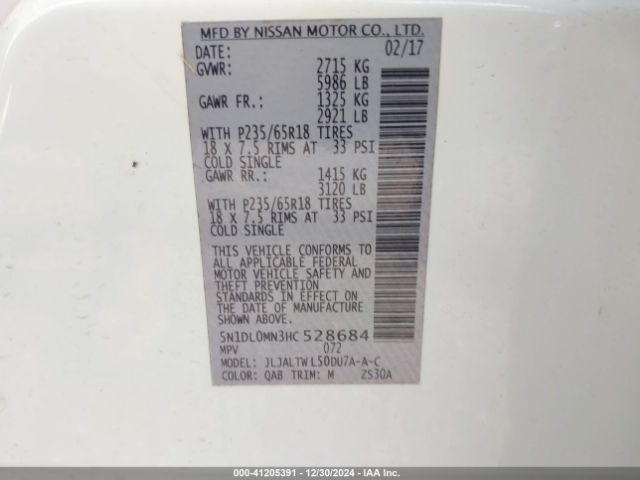 MFD BY NISSAN MOTOR CO., LTD.
DATE: 02/17
GVWR: 2715 KG
5986 LB
GAWR FR.: 1325 KG
2921 LB
WITH P235/65R18 TIRES
18 X 7.5 RIMS AT 33 PSI
COLD SINGLE
GAWR RR.: 1415 KG
3120 LB
WITH P235/65R18 TIRES
18 X 7.5 RIMS AT 33 PSI
COLD SINGLE
THIS VEHICLE CONFORMS TO
ALL APPLICABLE FEDERAL
MOTOR VEHICLE SAFETY AND
THEFT PREVENTION
STANDARDS IN EFFECT ON
THE DATE OF MANUFACTURE
SHOWN ABOVE.
5N1DL0MN3HC528684
MPV 072
MODEL: JLJALTWL50DU7A-A-C
COLOR: QAB TRIM: M ZS30A
000-41205391 - 12/30/2024 - IAA Inc.